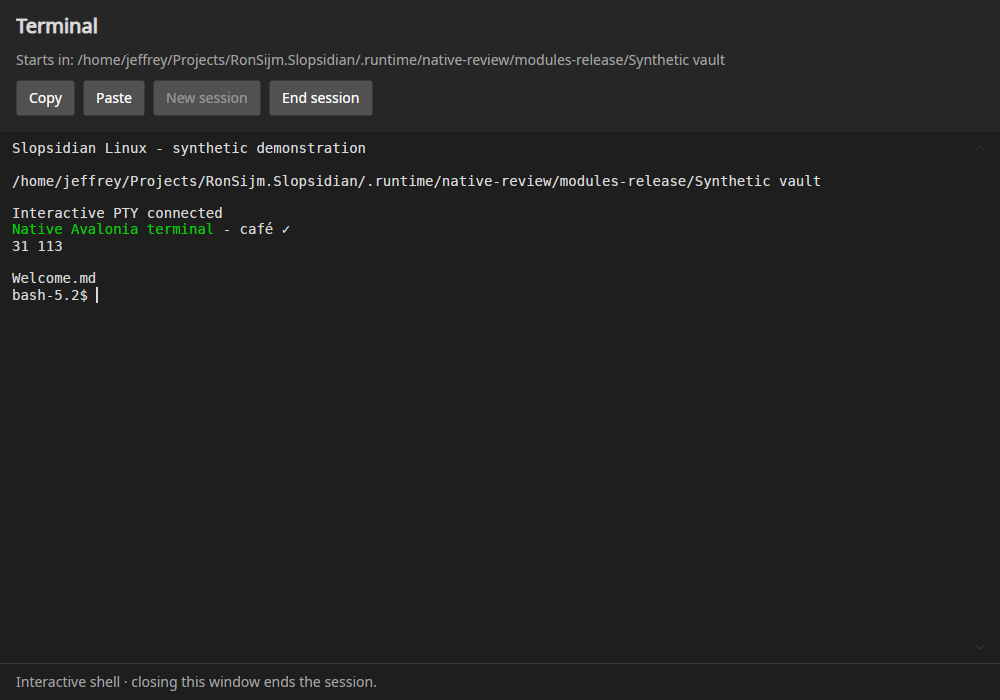 Terminal
Starts in: /home/jeffrey/Projects/RonSijm.Slopsidian/.runtime/native-review/modules-release/Synthetic vault
Copy Paste New session End session
Slopsidian Linux - synthetic demonstration
/home/jeffrey/Projects/RonSijm.Slopsidian/.runtime/native-review/modules-release/Synthetic vault
Interactive PTY connected
Native Avalonia terminal - café ✓
31 113
Welcome.md
bash-5.2$
Interactive shell · closing this window ends the session.